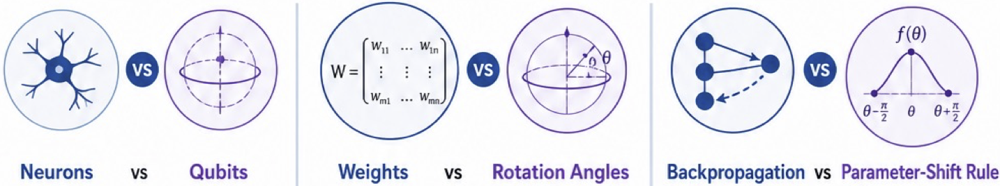 VS
W = [ w11 ... w1n
⋮ ⋮ ⋮
wm1 ... wmn ]
VS
θ
θ
VS
f(θ)
θ-π/2 θ θ+π/2
Neurons vs Qubits
Weights vs Rotation Angles
Backpropagation vs Parameter-Shift Rule